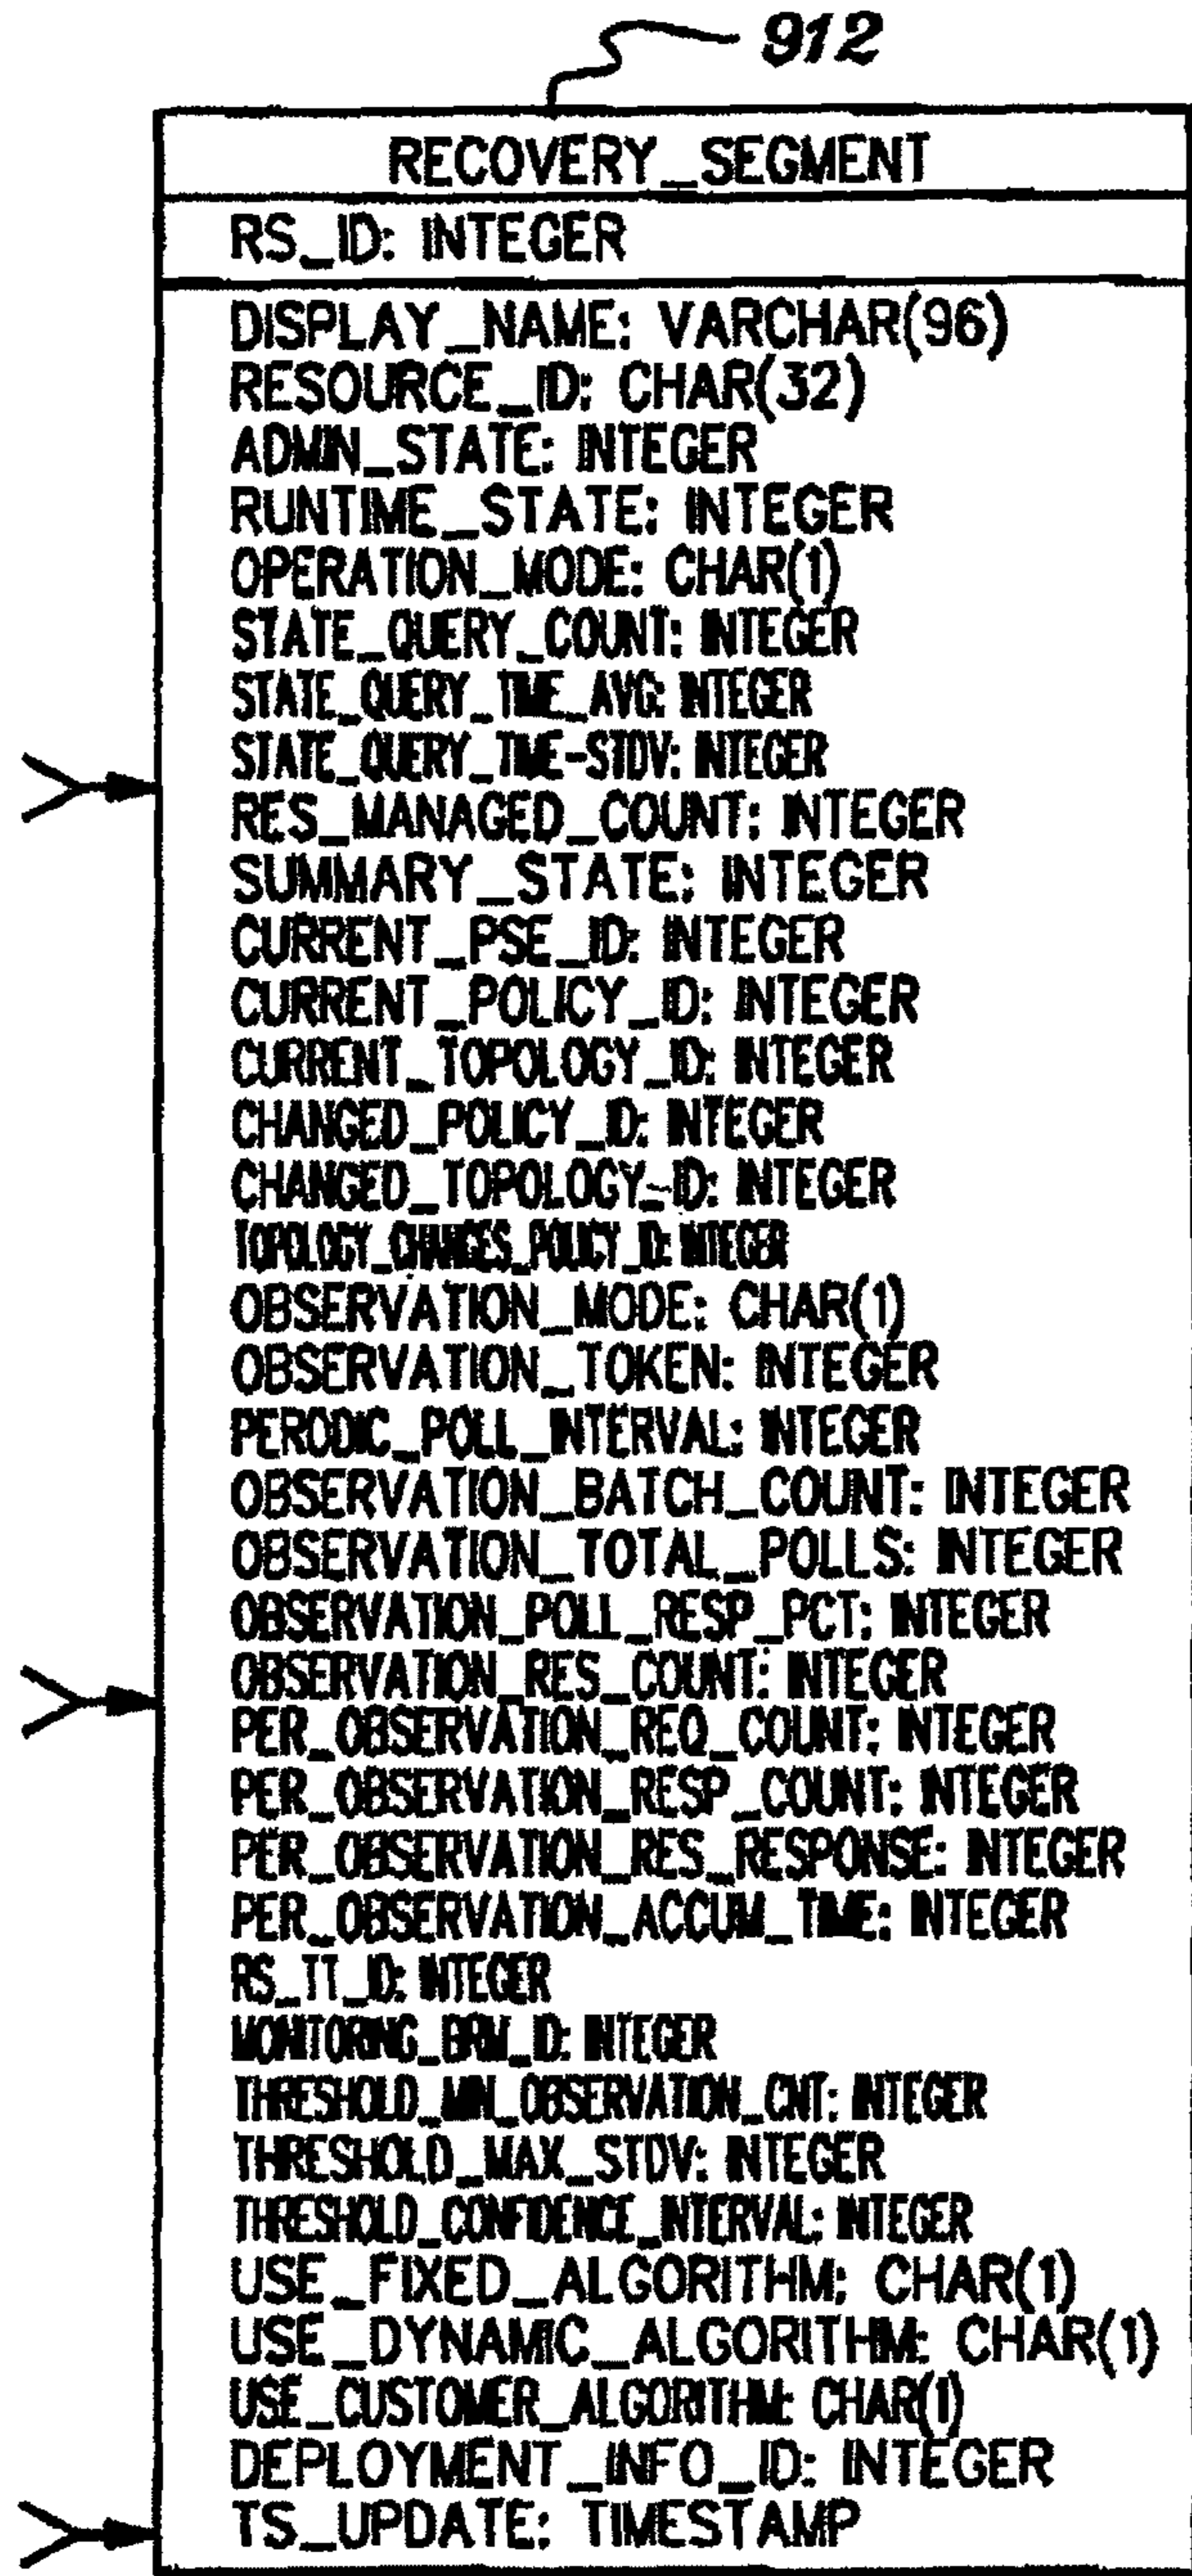 912
RECOVERY_SEGMENT
RS_ID: INTEGER
DISPLAY_NAME: VARCHAR(96)
RESOURCE_ID: CHAR(32)
ADMIN_STATE: INTEGER
RUNTIME_STATE: INTEGER
OPERATION_MODE: CHAR(1)
STATE_QUERY_COUNT: INTEGER
STATE_QUERY_TIME_AVG: INTEGER
STATE_QUERY_TIME-STDV: INTEGER
RES_MANAGED_COUNT: INTEGER
SUMMARY_STATE: INTEGER
CURRENT_PSE_ID: INTEGER
CURRENT_POLICY_ID: INTEGER
CURRENT_TOPOLOGY_ID: INTEGER
CHANGED_POLICY_ID: INTEGER
CHANGED_TOPOLOGY_ID: INTEGER
TOPOLOGY_CHANGES_POLICY_ID: INTEGER
OBSERVATION_MODE: CHAR(1)
OBSERVATION_TOKEN: INTEGER
PERODIC_POLL_INTERVAL: INTEGER
OBSERVATION_BATCH_COUNT: INTEGER
OBSERVATION_TOTAL_POLLS: INTEGER
OBSERVATION_POLL_RESP_PCT: INTEGER
OBSERVATION_RES_COUNT: INTEGER
PER_OBSERVATION_REQ_COUNT: INTEGER
PER_OBSERVATION_RESP_COUNT: INTEGER
PER_OBSERVATION_RES_RESPONSE: INTEGER
PER_OBSERVATION_ACCUM_TIME: INTEGER
RS_TT_ID: INTEGER
MONITORING_BRM_ID: INTEGER
THRESHOLD_MIN_OBSERVATION_CNT: INTEGER
THRESHOLD_MAX_STDV: INTEGER
THRESHOLD_CONFIDENCE_INTERVAL: INTEGER
USE_FIXED_ALGORITHM: CHAR(1)
USE_DYNAMIC_ALGORITHM: CHAR(1)
USE_CUSTOMER_ALGORITHM: CHAR(1)
DEPLOYMENT_INFO_ID: INTEGER
TS_UPDATE: TIMESTAMP